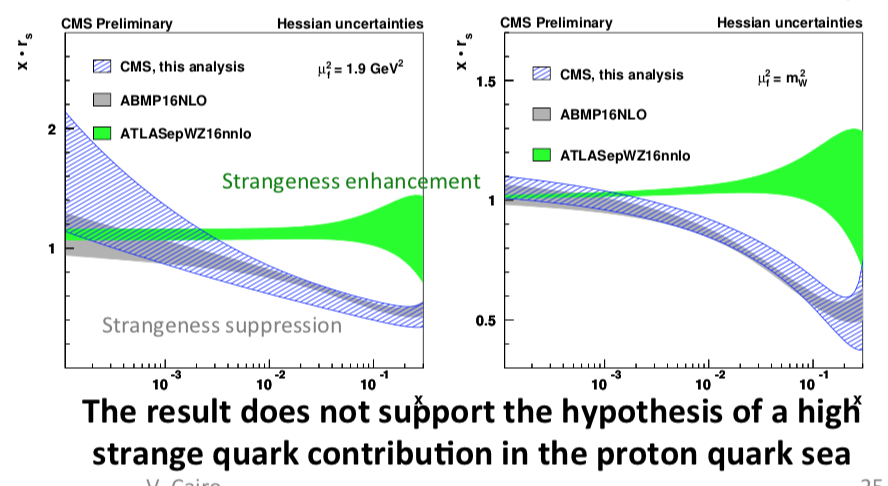 CMS Preliminary Hessian uncertainties
x • rₛ
CMS, this analysis
μ²f = 1.9 GeV²
ABMP16NLO
ATLASepWZ16nnlo
2
1
Strangeness enhancement
Strangeness suppression
10⁻³ 10⁻² 10⁻¹
x
CMS Preliminary Hessian uncertainties
x • rₛ
CMS, this analysis
μ²f = m²W
ABMP16NLO
ATLASepWZ16nnlo
1.5
1
0.5
10⁻³ 10⁻² 10⁻¹
x
The result does not support the hypothesis of a high
strange quark contribution in the proton quark sea